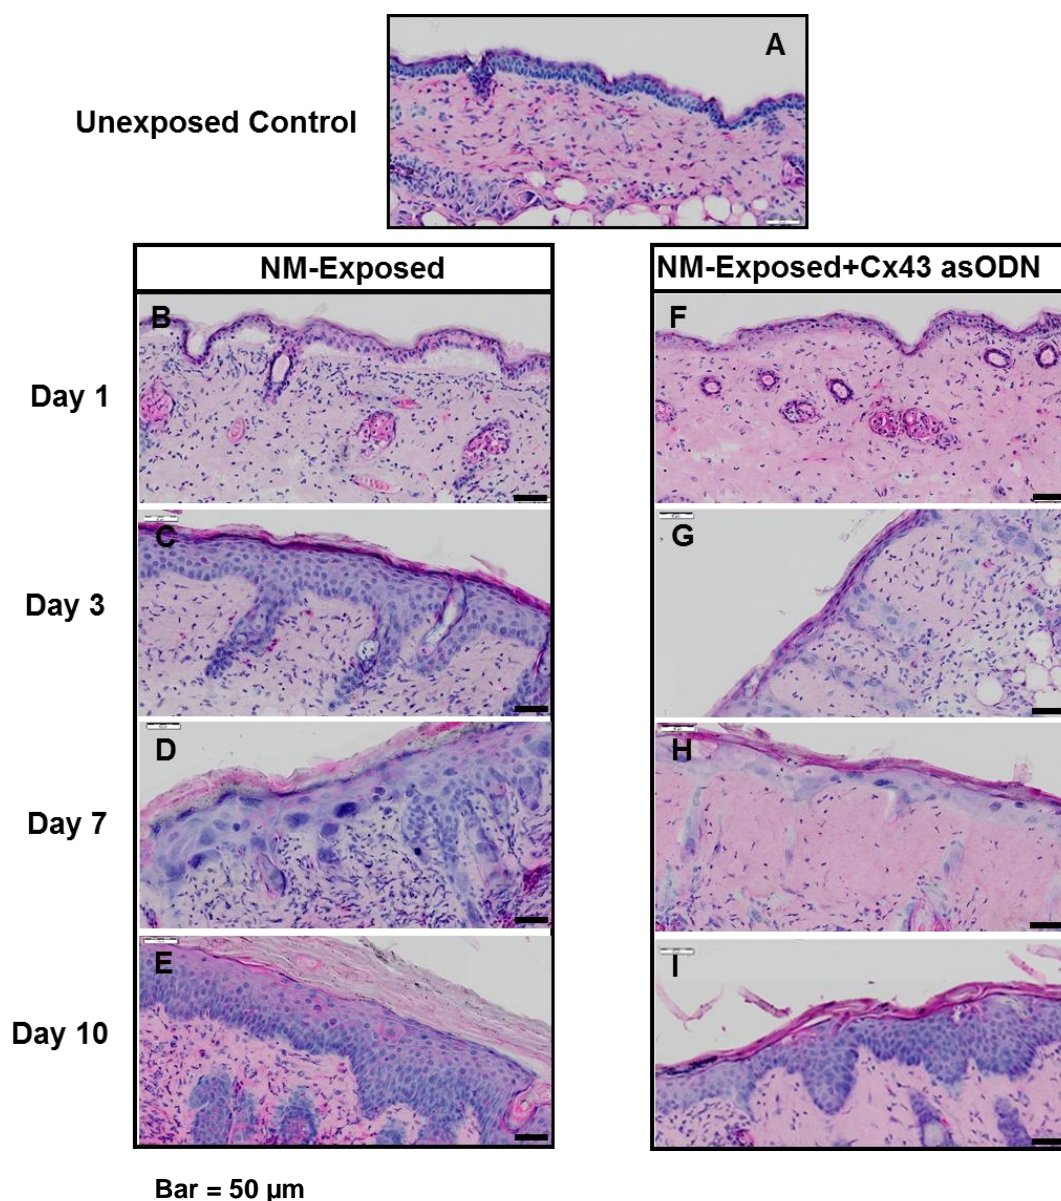 A
Unexposed Control
NM-Exposed
NM-Exposed+Cx43 asODN
B
F
Day 1
C
G
Day 3
D
H
Day 7
E
I
Day 10
Bar = 50 µm